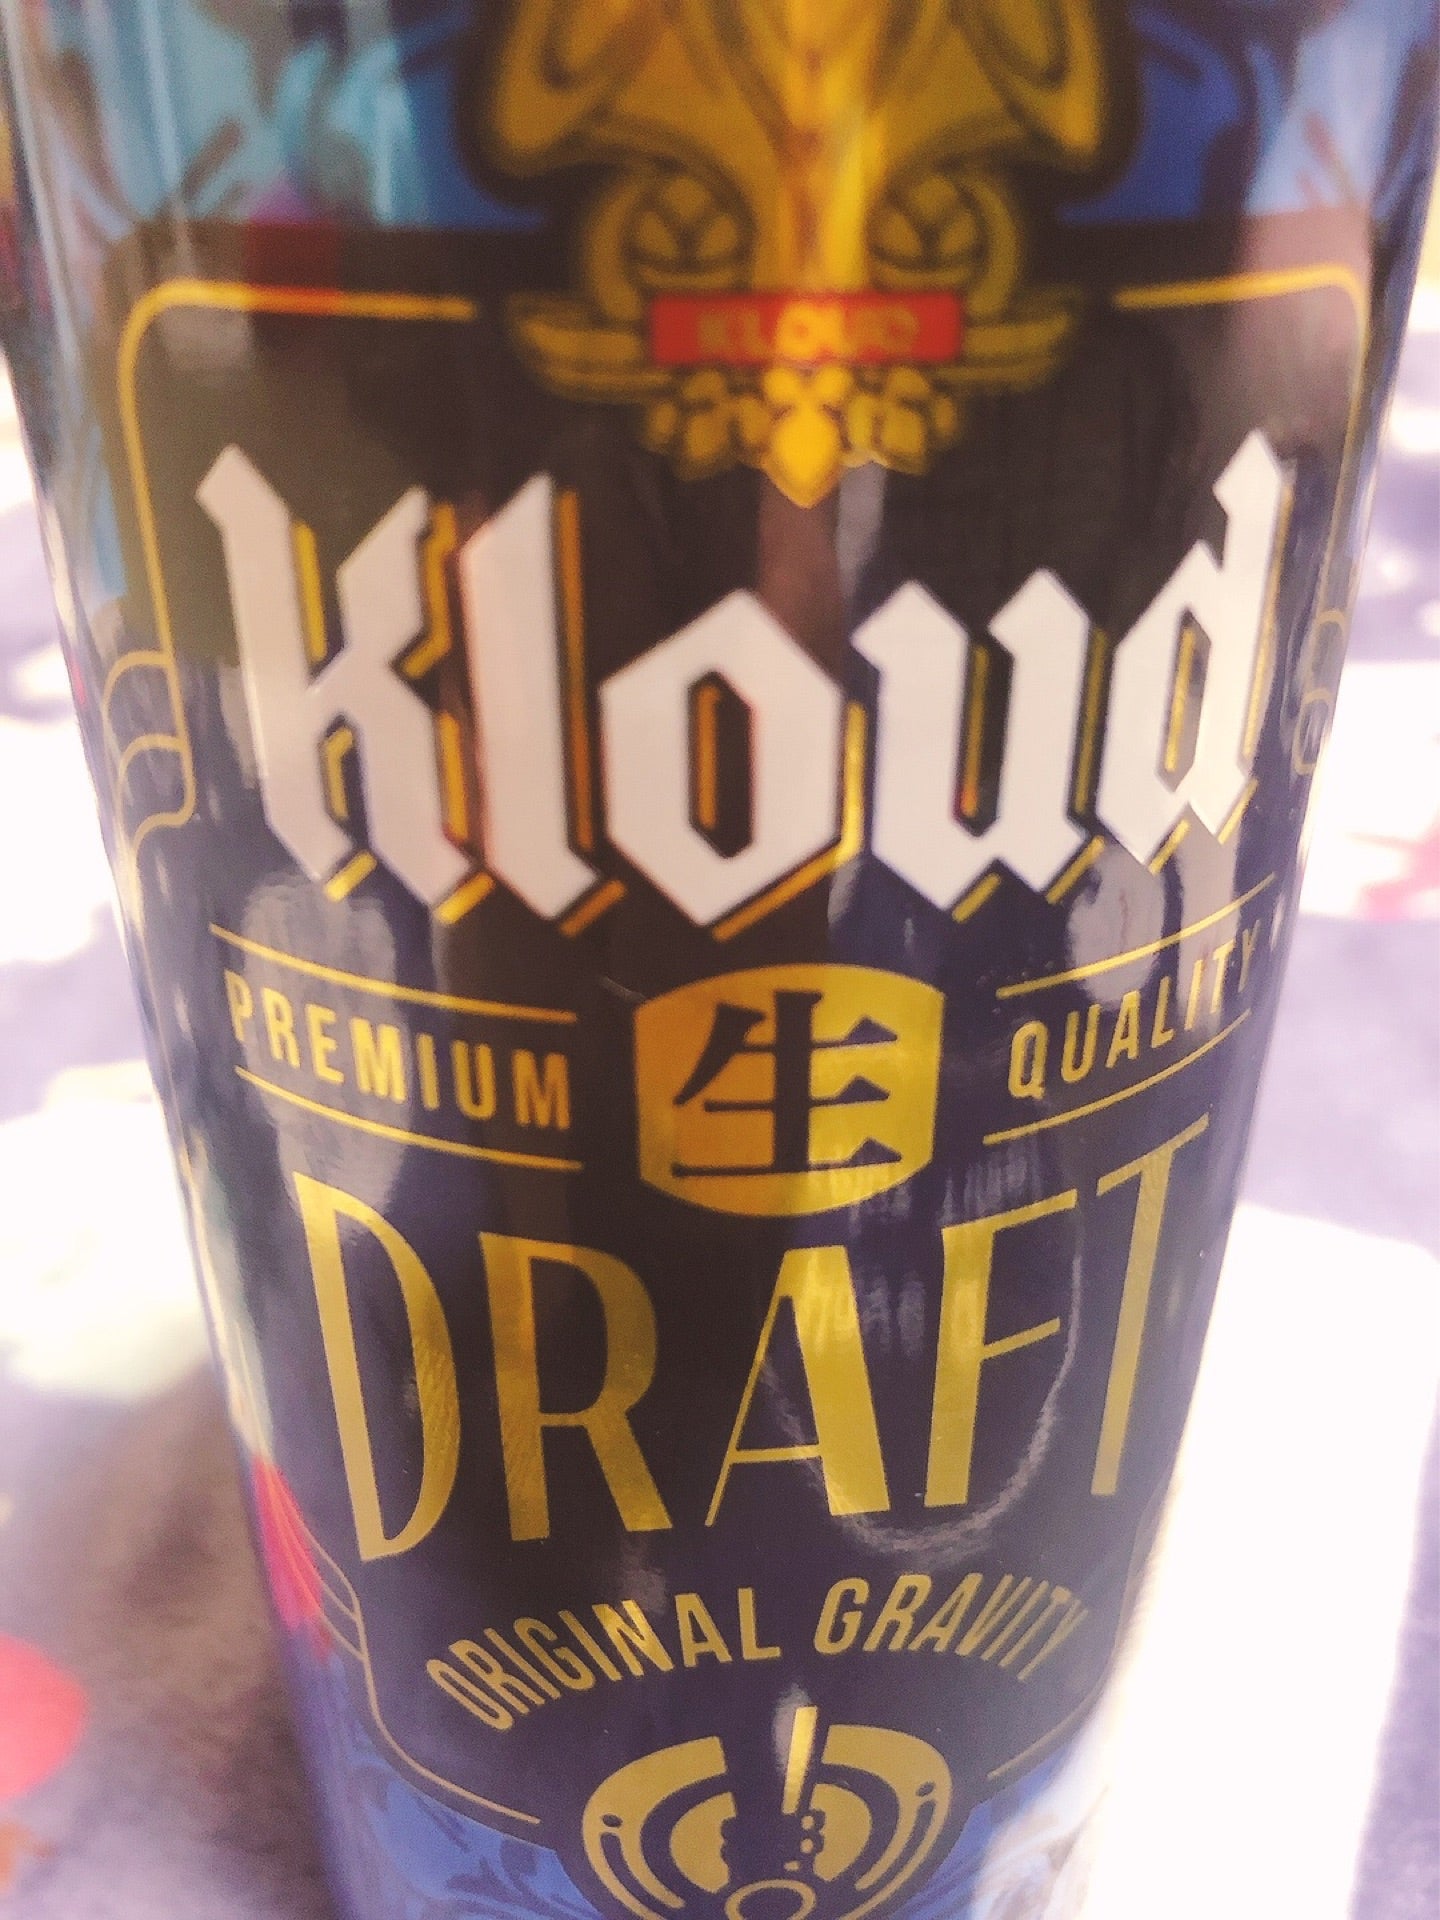 KLOUD
Kloud
PREMIUM 生 QUALITY
DRAFT
ORIGINAL GRAVITY